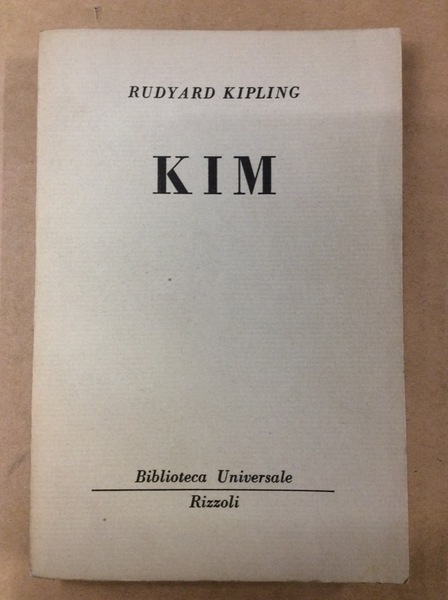 RUDYARD KIPLING
KIM
Biblioteca Universale
Rizzoli